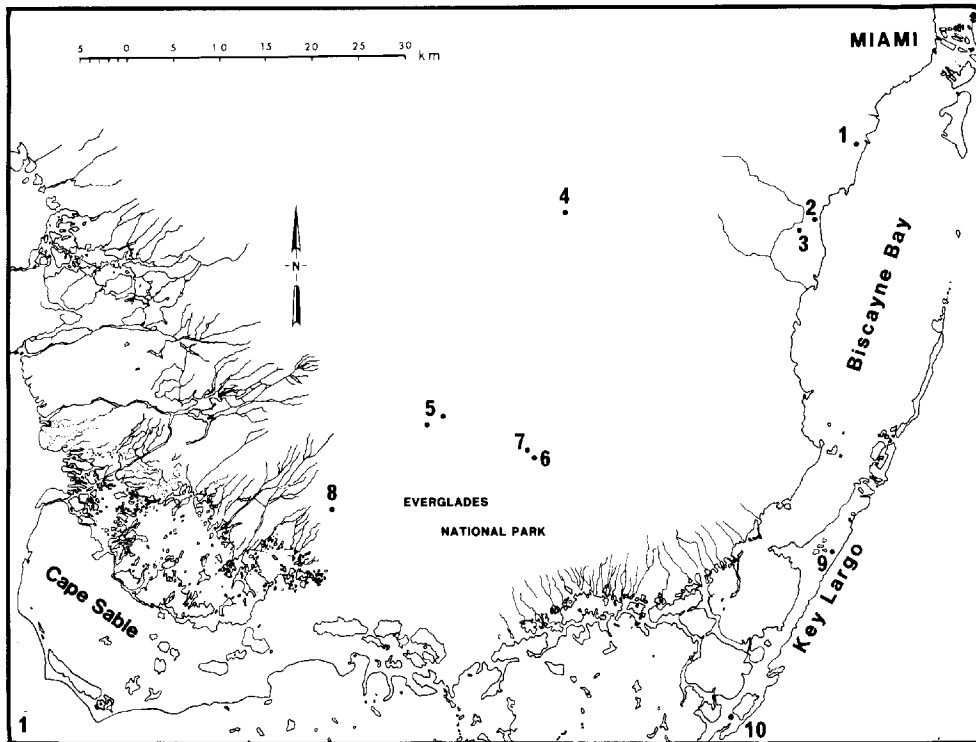 5 0 5 10 15 20 25 30
km
MIAMI
1
2
3
4
-N-
Biscayne Bay
5
7
6
8
EVERGLADES
NATIONAL PARK
9
Cape Sable
Key Largo
1
10